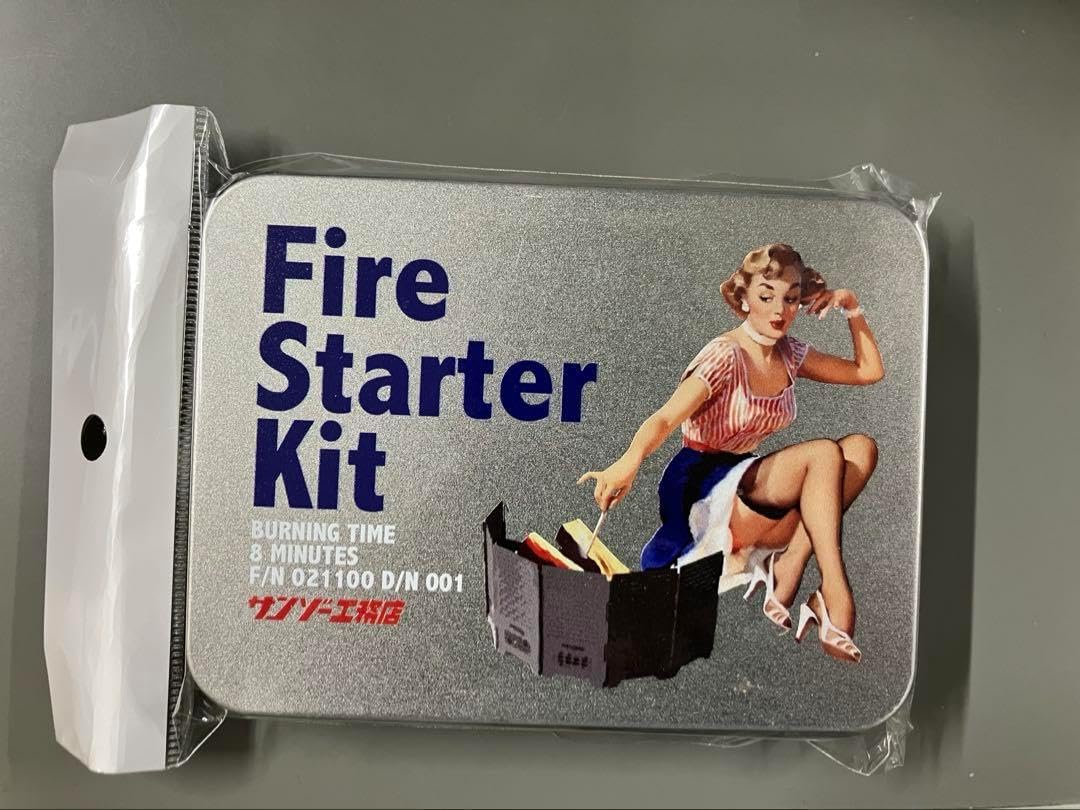 Fire
Starter
Kit
BURNING TIME
8 MINUTES
F/N 021100 D/N 001
サンゾー工務店